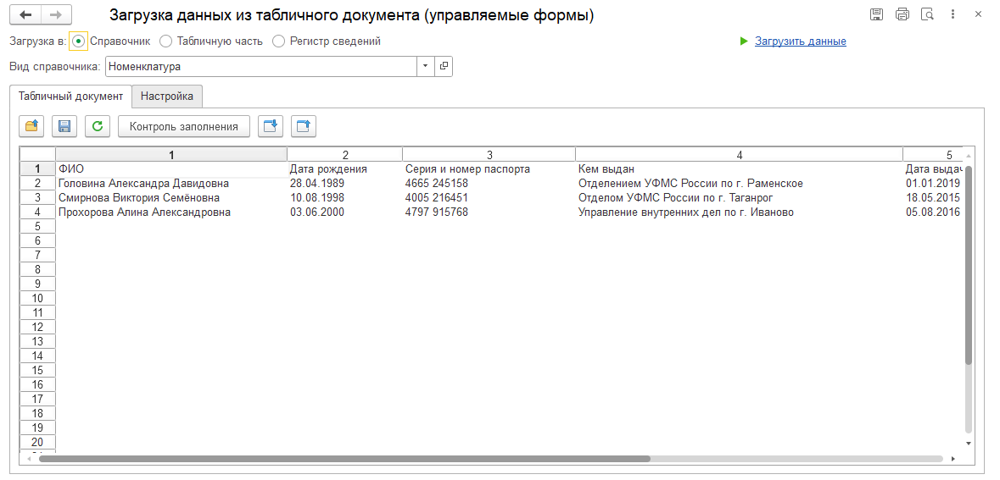 Загрузка данных из табличного документа (управляемые формы)
Загрузка в: Справочник Табличную часть Регистр сведений Загрузить данные
Вид справочника: Номенклатура
Табличный документ Настройка
Контроль заполнения
1 2 3 4 5
1 ФИО Дата рождения Серия и номер паспорта Кем выдан Дата выдач
2 Головина Александра Давидовна 28.04.1989 4665 245158 Отделением УФМС России по г. Раменское 01.01.2019
3 Смирнова Виктория Семёновна 10.08.1998 4005 216451 Отделом УФМС России по г. Таганрог 18.05.2015
4 Прохорова Алина Александровна 03.06.2000 4797 915768 Управление внутренних дел по г. Иваново 05.08.2016
5
6
7
8
9
10
11
12
13
14
15
16
17
18
19
20